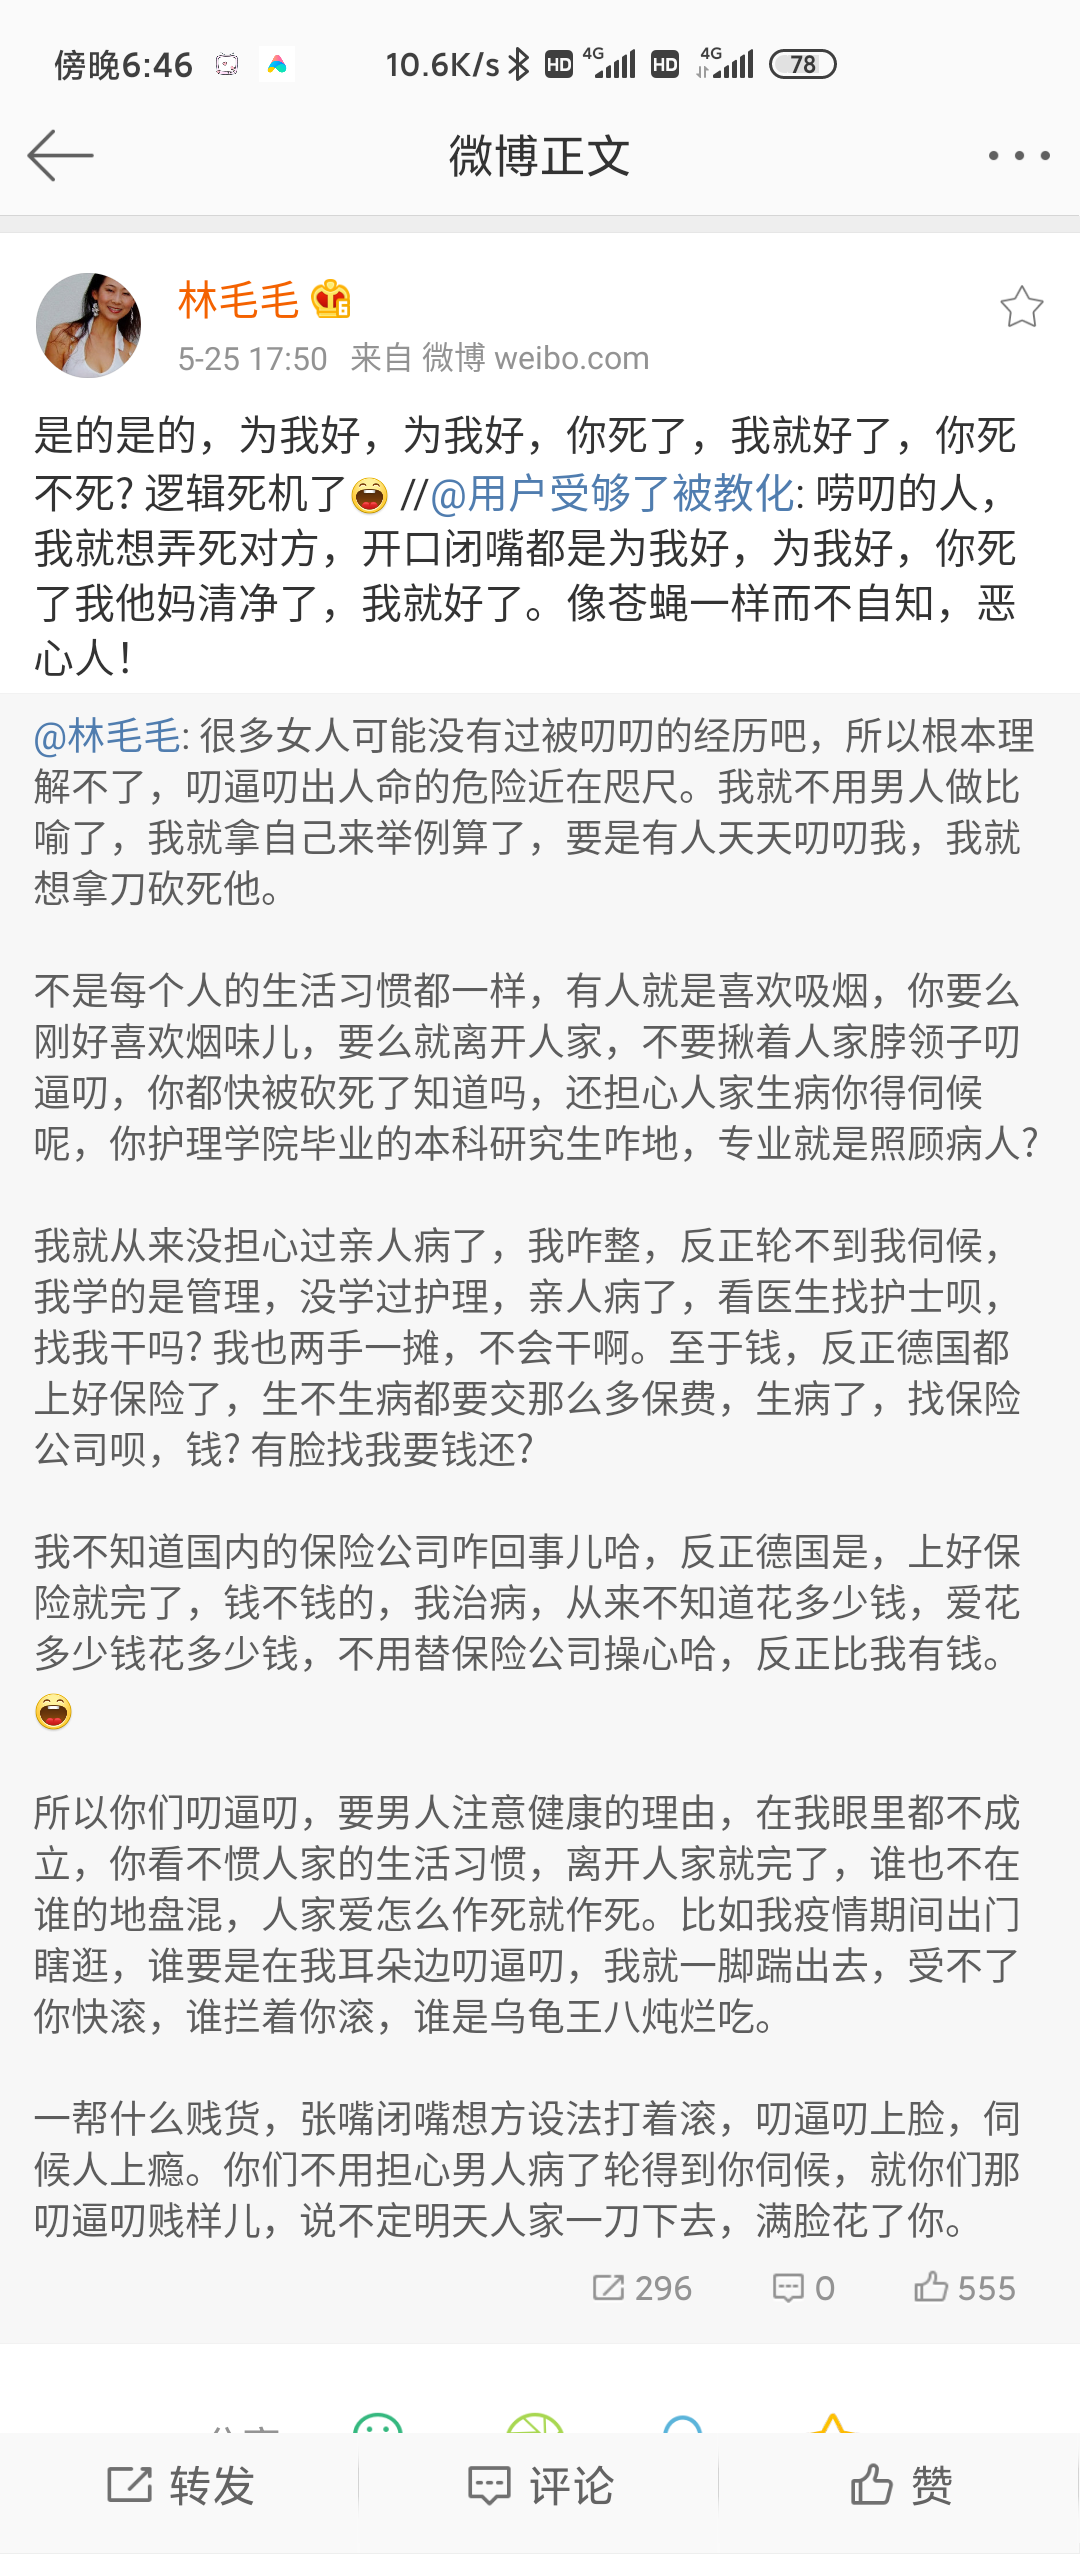 傍晚6:46 10.6K/s HD 4G HD 4G 78
微博正文
林毛毛 6
5-25 17:50 来自 微博 weibo.com
是的是的，为我好，为我好，你死了，我就好了，你死
不死? 逻辑死机了 //@用户受够了被教化: 唠叨的人，
我就想弄死对方，开口闭嘴都是为我好，为我好，你死
了我他妈清净了，我就好了。像苍蝇一样而不自知，恶
心人！
@林毛毛: 很多女人可能没有过被叨叨的经历吧，所以根本理
解不了，叨逼叨出人命的危险近在咫尺。我就不用男人做比
喻了，我就拿自己来举例算了，要是有人天天叨叨我，我就
想拿刀砍死他。
不是每个人的生活习惯都一样，有人就是喜欢吸烟，你要么
刚好喜欢烟味儿，要么就离开人家，不要揪着人家脖领子叨
逼叨，你都快被砍死了知道吗，还担心人家生病你得伺候
呢，你护理学院毕业的本科研究生咋地，专业就是照顾病人?
我就从来没担心过亲人病了，我咋整，反正轮不到我伺候，
我学的是管理，没学过护理，亲人病了，看医生找护士呗，
找我干吗? 我也两手一摊，不会干啊。至于钱，反正德国都
上好保险了，生不生病都要交那么多保费，生病了，找保险
公司呗，钱? 有脸找我要钱还?
我不知道国内的保险公司咋回事儿哈，反正德国是，上好保
险就完了，钱不钱的，我治病，从来不知道花多少钱，爱花
多少钱花多少钱，不用替保险公司操心哈，反正比我有钱。
所以你们叨逼叨，要男人注意健康的理由，在我眼里都不成
立，你看不惯人家的生活习惯，离开人家就完了，谁也不在
谁的地盘混，人家爱怎么作死就作死。比如我疫情期间出门
瞎逛，谁要是在我耳朵边叨逼叨，我就一脚踹出去，受不了
你快滚，谁拦着你滚，谁是乌龟王八炖烂吃。
一帮什么贱货，张嘴闭嘴想方设法打着滚，叨逼叨上脸，伺
候人上瘾。你们不用担心男人病了轮得到你伺候，就你们那
叨逼叨贱样儿，说不定明天人家一刀下去，满脸花了你。
296 0 555
转发 评论 赞